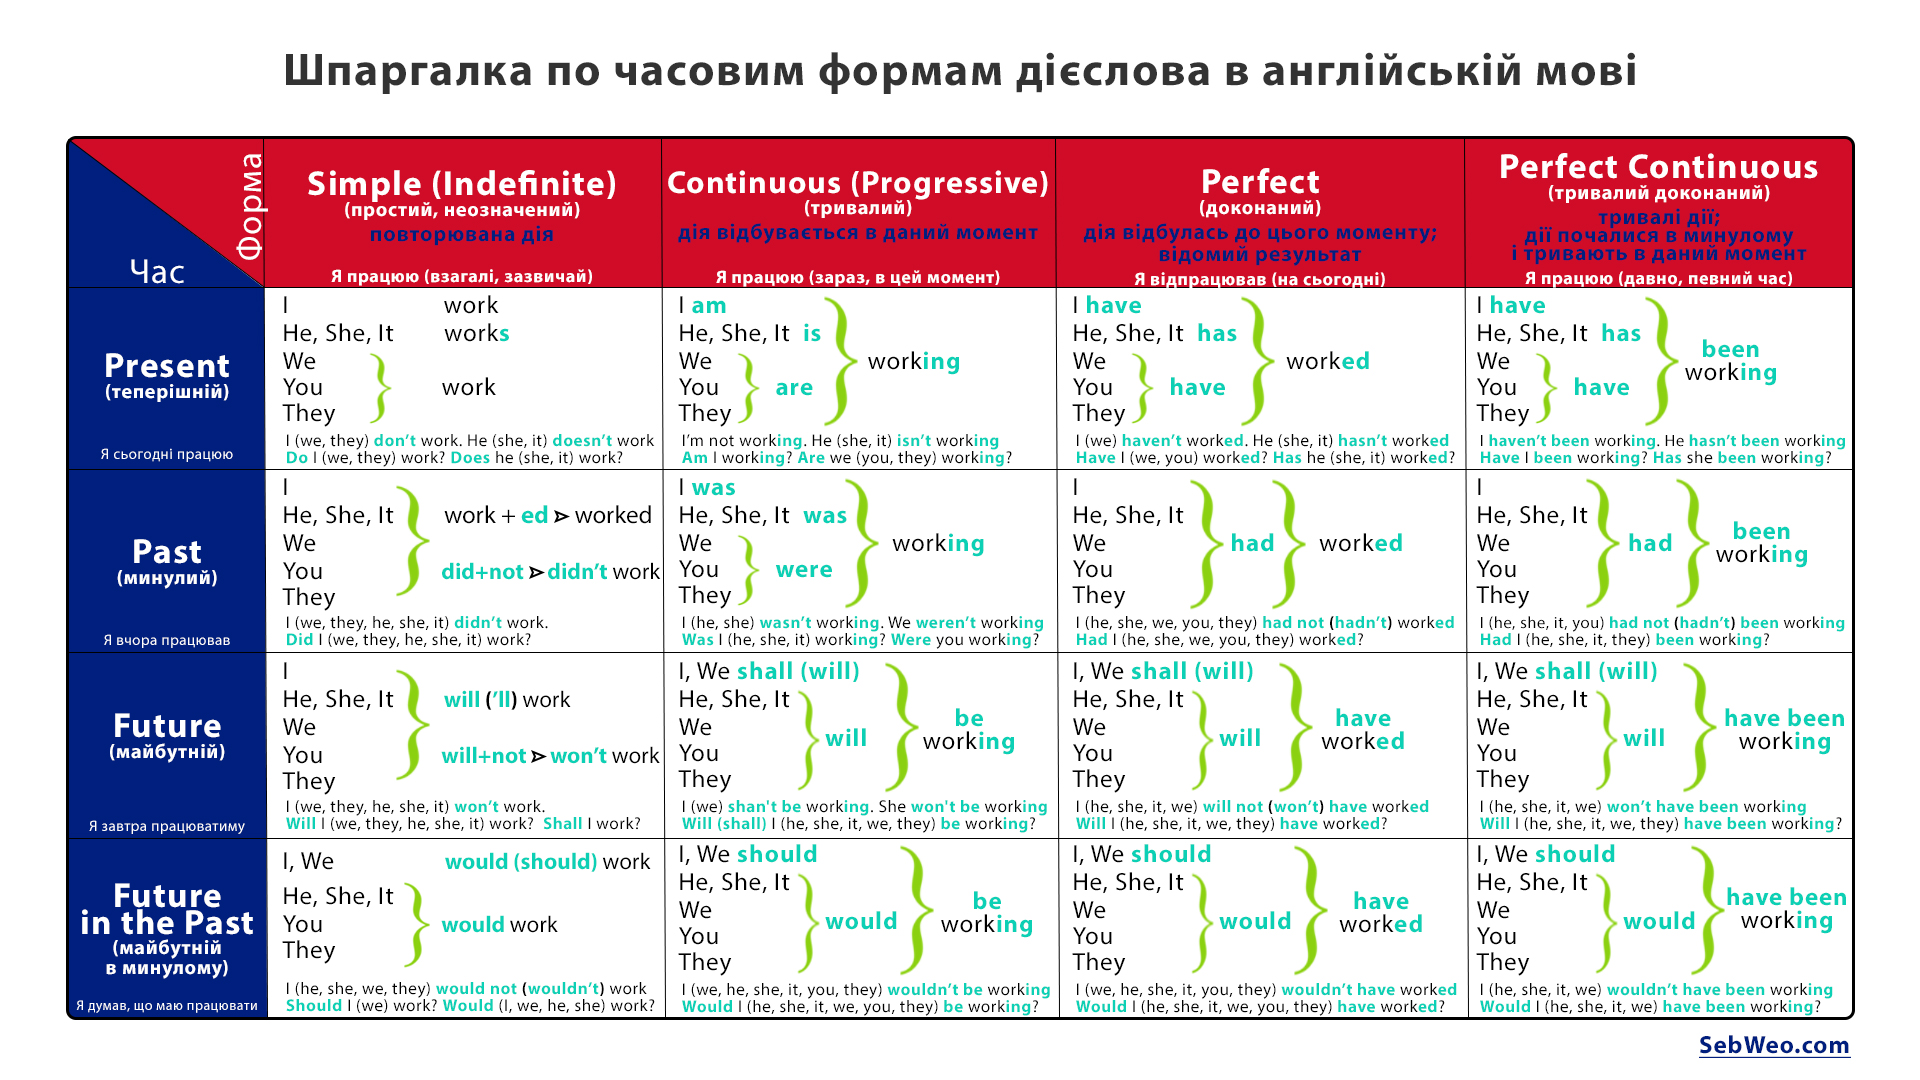 Шпаргалка по часовим формам дієслова в англійській мові
Форма
Час
Simple (Indefinite)
(простий, неозначений)
повторювана дія
Я працюю (взагалі, зазвичай)
Continuous (Progressive)
(тривалий)
дія відбувається в даний момент
Я працюю (зараз, в цей момент)
Perfect
(доконаний)
дія відбулась до цього моменту;
відомий результат
Я відпрацював (на сьогодні)
Perfect Continuous
(тривалий доконаний)
тривалі дії;
дії почалися в минулому
і тривають в даний момент
Я працюю (давно, певний час)
Present
(теперішній)
Я сьогодні працюю
I work
He, She, It works
We
You work
They
I (we, they) don’t work. He (she, it) doesn’t work
Do I (we, they) work? Does he (she, it) work?
I am
He, She, It is
We
You are
They
working
I’m not working. He (she, it) isn’t working
Am I working? Are we (you, they) working?
I have
He, She, It has
We
You have
They
worked
I (we) haven’t worked. He (she, it) hasn’t worked
Have I (we, you) worked? Has he (she, it) worked?
I have
He, She, It has
We
You have
They
been
working
I haven’t been working. He hasn’t been working
Have I been working? Has she been working?
Past
(минулий)
Я вчора працював
I
He, She, It
We
You
They
work + ed ➢ worked
did+not ➢ didn’t work
I (we, they, he, she, it) didn’t work.
Did I (we, they, he, she, it) work?
I was
He, She, It was
We
You were
They
working
I (he, she) wasn’t working. We weren’t working
Was I (he, she, it) working? Were you working?
I
He, She, It
We
You
They
had
worked
I (he, she, we, you, they) had not (hadn’t) worked
Had I (he, she, we, you, they) worked?
I
He, She, It
We
You
They
had
been
working
I (he, she, it, you) had not (hadn’t) been working
Had I (he, she, it, they) been working?
Future
(майбутній)
Я завтра працюватиму
I
He, She, It
We
You
They
will (’ll) work
will+not ➢ won’t work
I (we, they, he, she, it) won’t work.
Will I (we, they, he, she, it) work? Shall I work?
I, We shall (will)
He, She, It
We
You
They
will
be
working
I (we) shan't be working. She won't be working
Will (shall) I (he, she, it, we, they) be working?
I, We shall (will)
He, She, It
We
You
They
will
have
worked
I (he, she, it, we) will not (won’t) have worked
Will I (he, she, it, we, they) have worked?
I, We shall (will)
He, She, It
We
You
They
will
have been
working
I (he, she, it, we) won’t have been working
Will I (he, she, it, we, they) have been working?
Future
in the Past
(майбутній
в минулому)
Я думав, що маю працювати
I, We would (should) work
He, She, It
You
They
would work
I (he, she, we, they) would not (wouldn’t) work
Should I (we) work? Would (I, we, he, she) work?
I, We should
He, She, It
We
You
They
would
be
working
I (we, he, she, it, you, they) wouldn’t be working
Would I (he, she, it, we, you, they) be working?
I, We should
He, She, It
We
You
They
would
have
worked
I (we, he, she, it, you, they) wouldn’t have worked
Would I (he, she, it, we, you, they) have worked?
I, We should
He, She, It
We
You
They
would
have been
working
I (he, she, it, we) wouldn’t have been working
Would I (he, she, it, we) have been working?
SebWeo.com